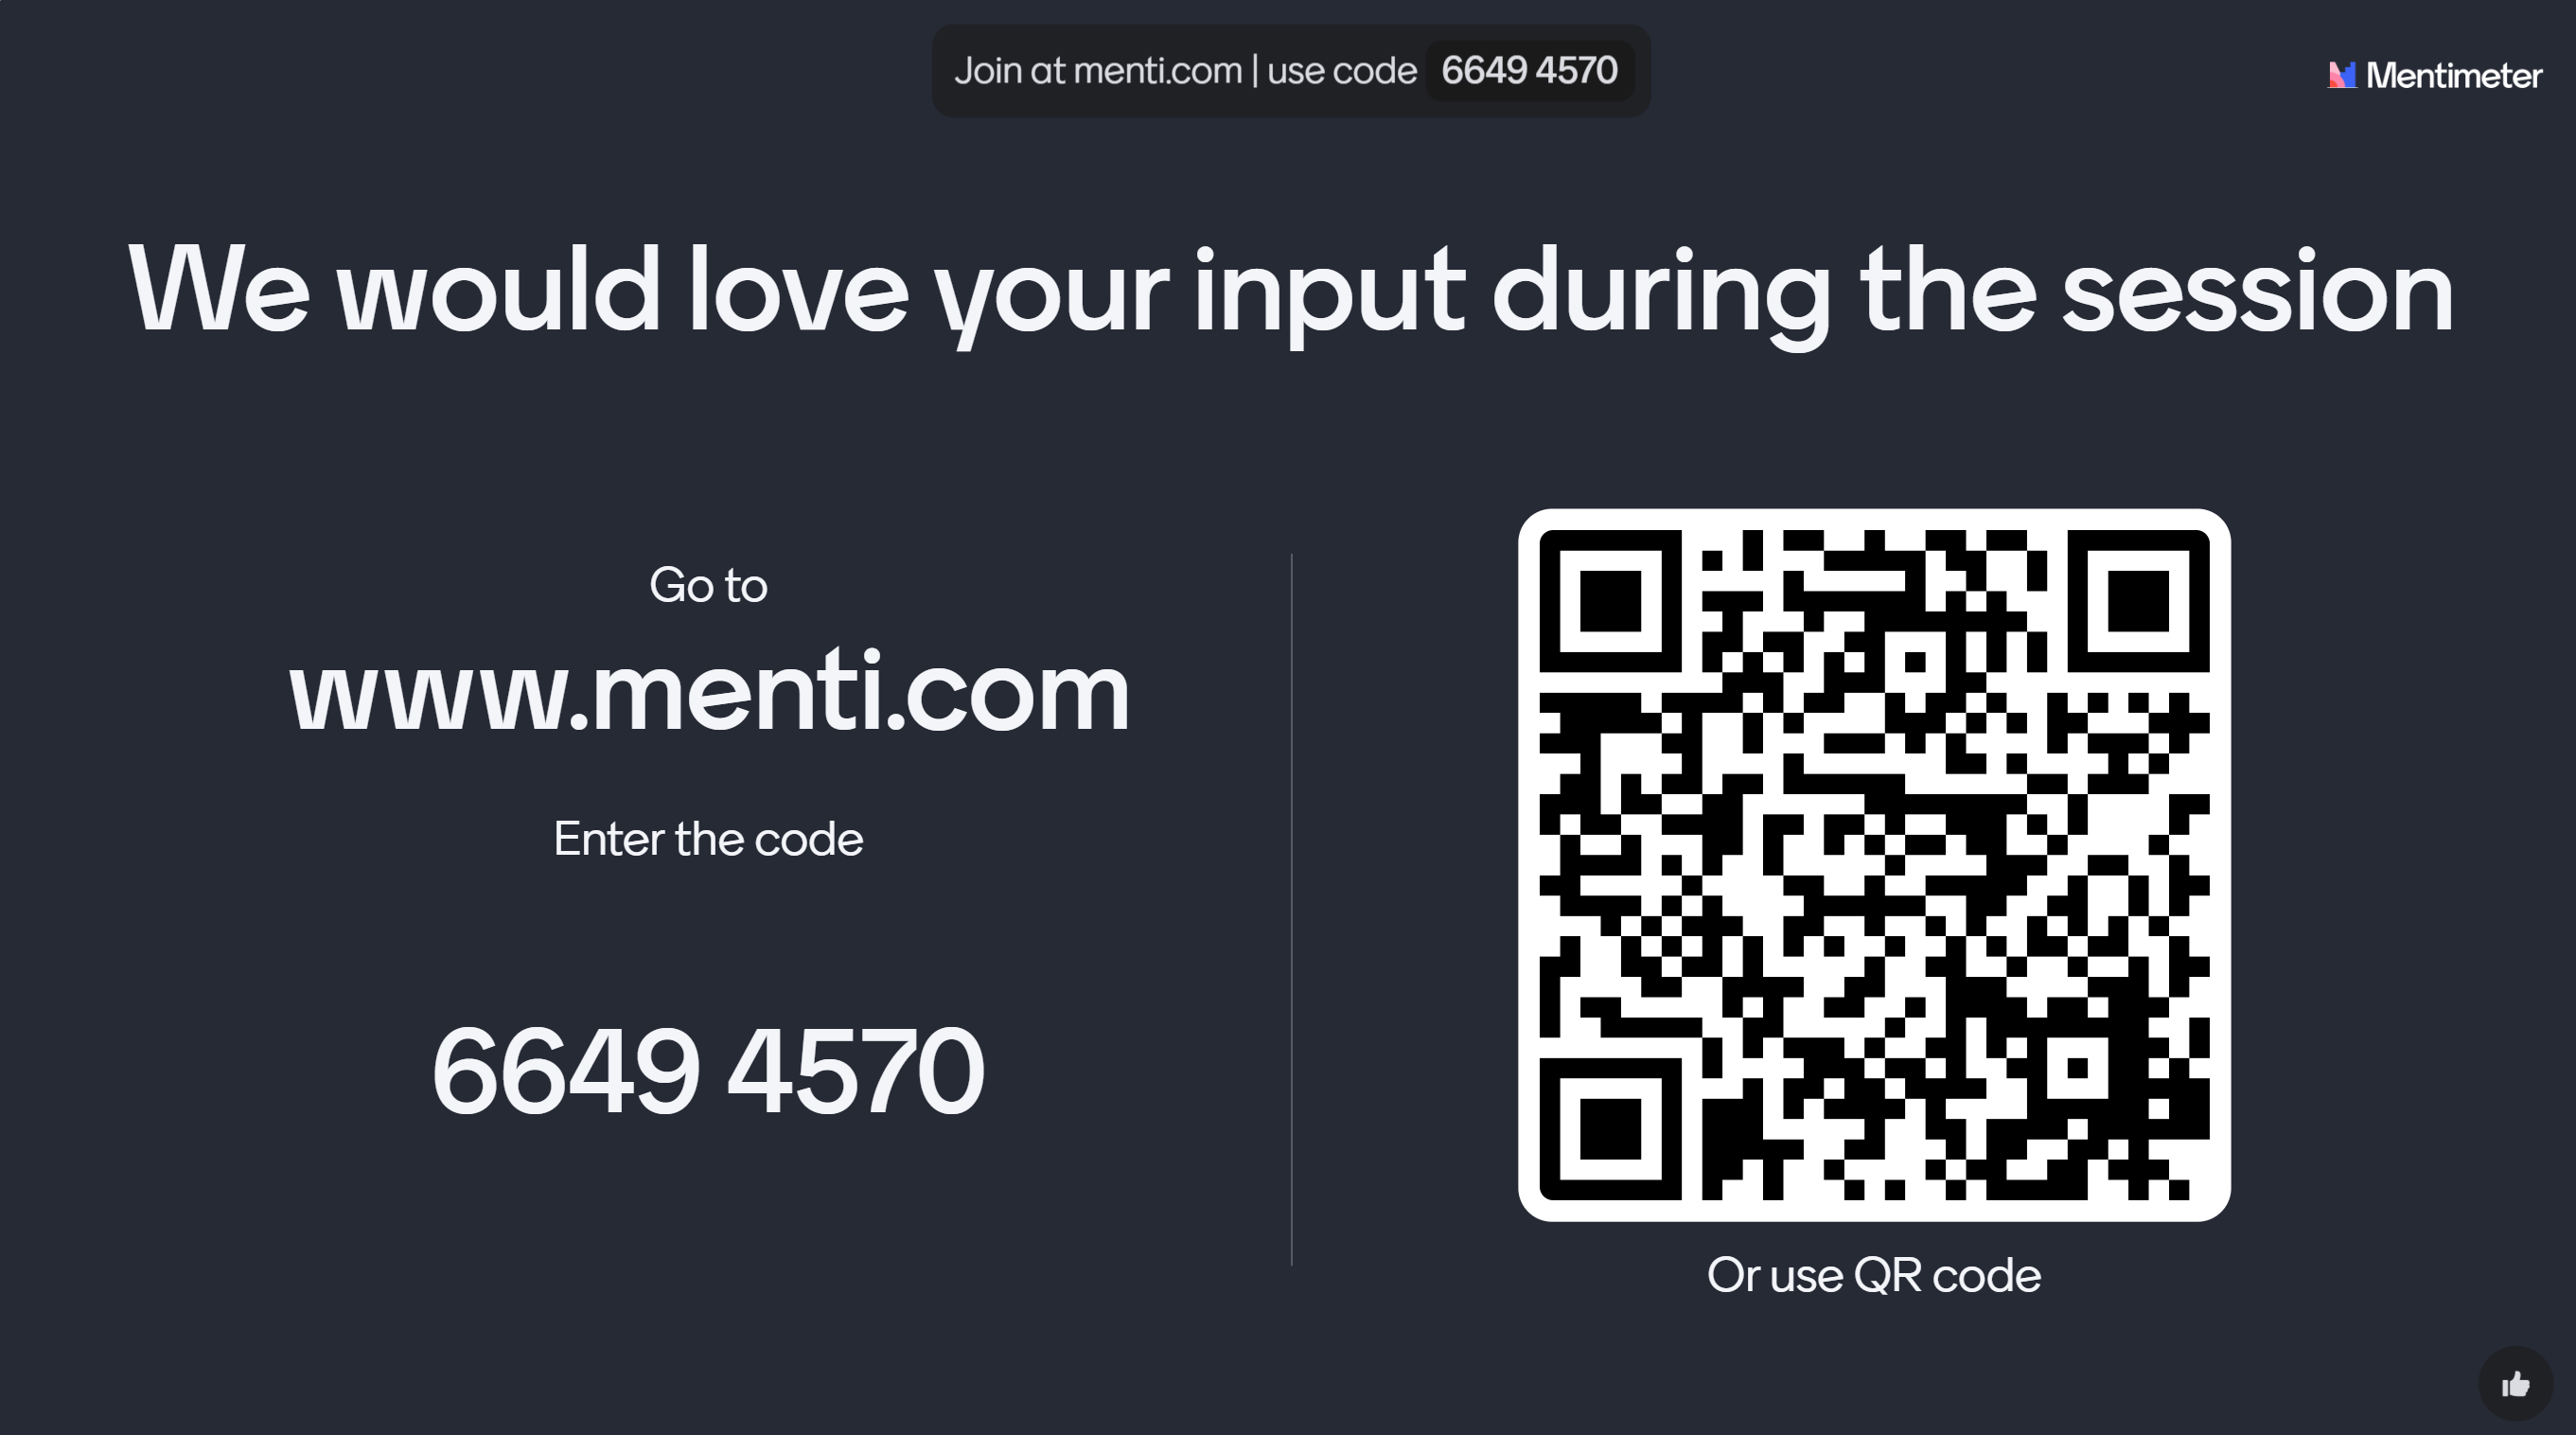 Join at menti.com | use code 6649 4570
Mentimeter
We would love your input during the session
Go to
www.menti.com
Enter the code
6649 4570
Or use QR code